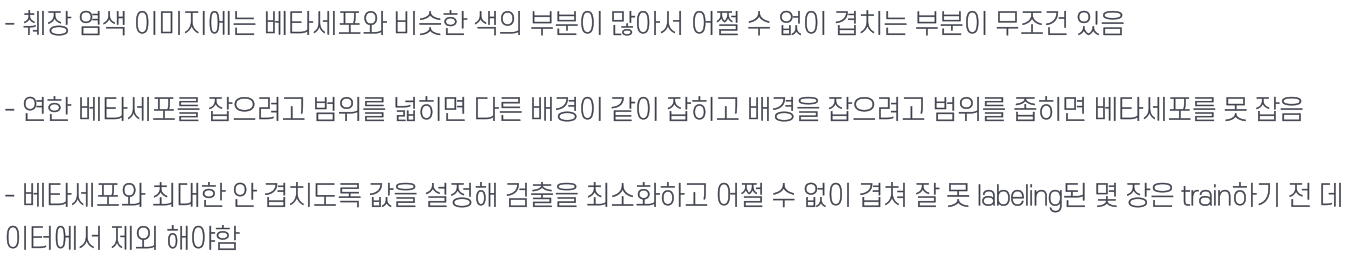 - 췌장 염색 이미지에는 베타세포와 비슷한 색의 부분이 많아서 어쩔 수 없이 겹치는 부분이 무조건 있음
- 연한 베타세포를 잡으려고 범위를 넓히면 다른 배경이 같이 잡히고 배경을 잡으려고 범위를 좁히면 베타세포를 못 잡음
- 베타세포와 최대한 안 겹치도록 값을 설정해 검출을 최소화하고 어쩔 수 없이 겹쳐 잘 못 labeling된 몇 장은 train하기 전 데
이터에서 제외 해야함